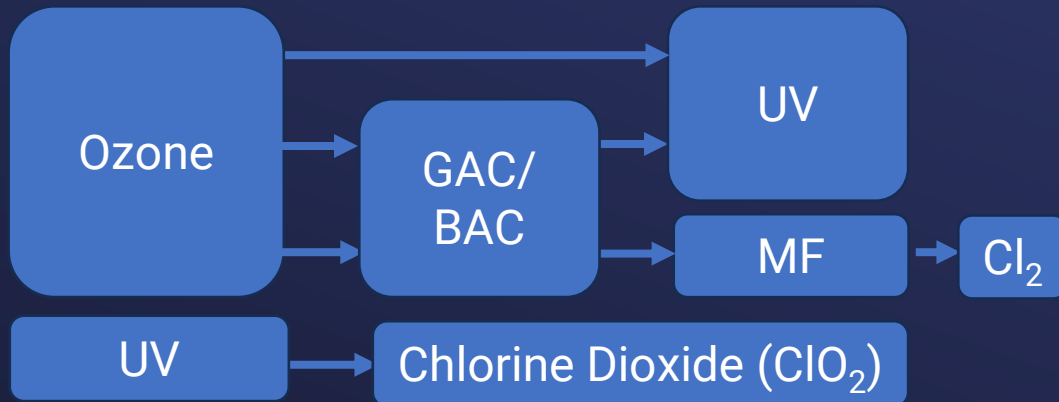 Ozone
GAC/
BAC
UV
MF
Cl₂
UV
Chlorine Dioxide (ClO₂)